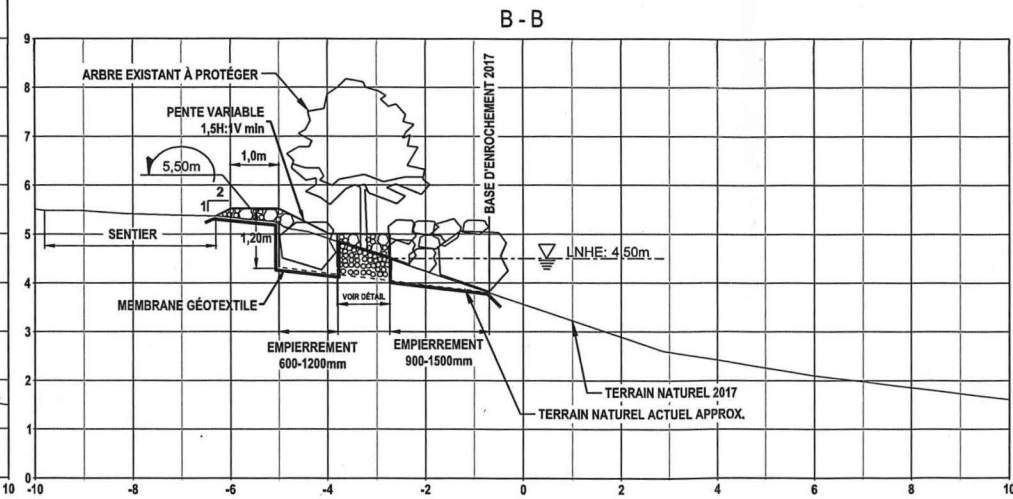 B - B
9
8
7
6
5
4
3
2
1
0
ARBRE EXISTANT À PROTÉGER
PENTE VARIABLE
1,5H:1V min
1,0m
5,50m
2
1
SENTIER
1,20m
MEMBRANE GÉOTEXTILE
VOIR DÉTAIL
EMPIERREMENT
600-1200mm
EMPIERREMENT
900-1500mm
BASE D'ENROCHEMENT 2017
LNHE: 4,50m
TERRAIN NATUREL 2017
TERRAIN NATUREL ACTUEL APPROX.
10
-10
-8
-6
-4
-2
0
2
4
6
8
10